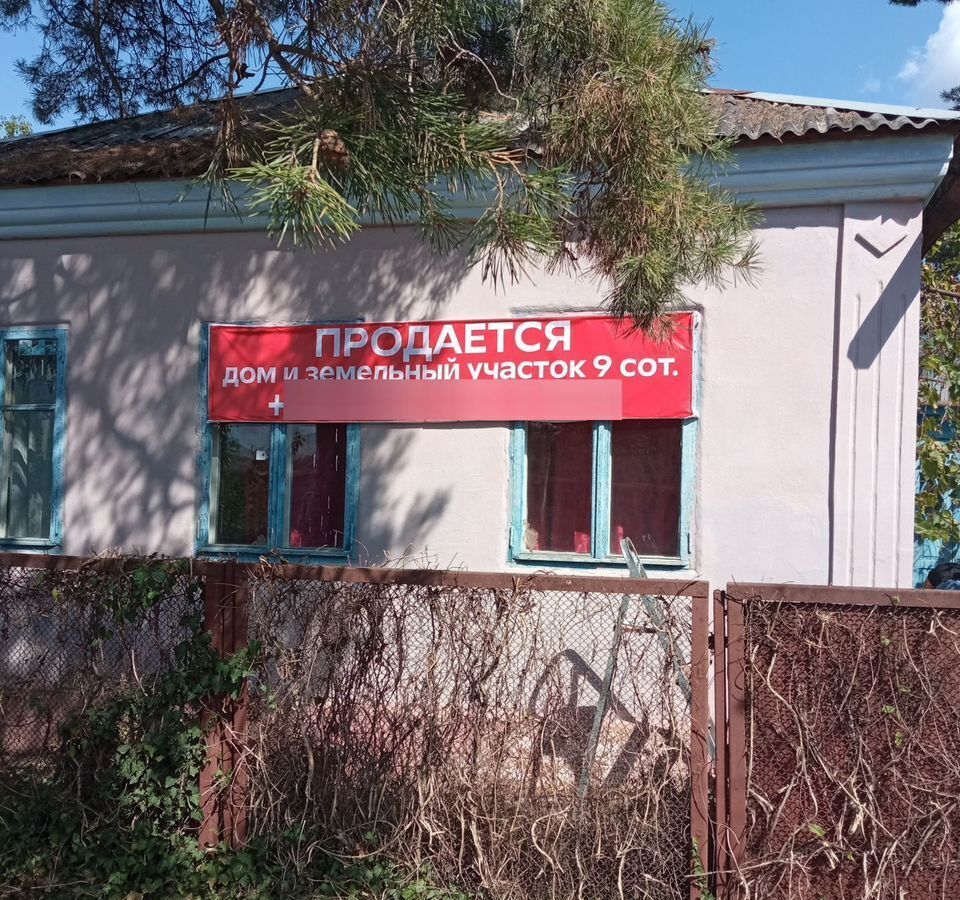 ПРОДАЕТСЯ
дом и земельный участок 9 сот.
+